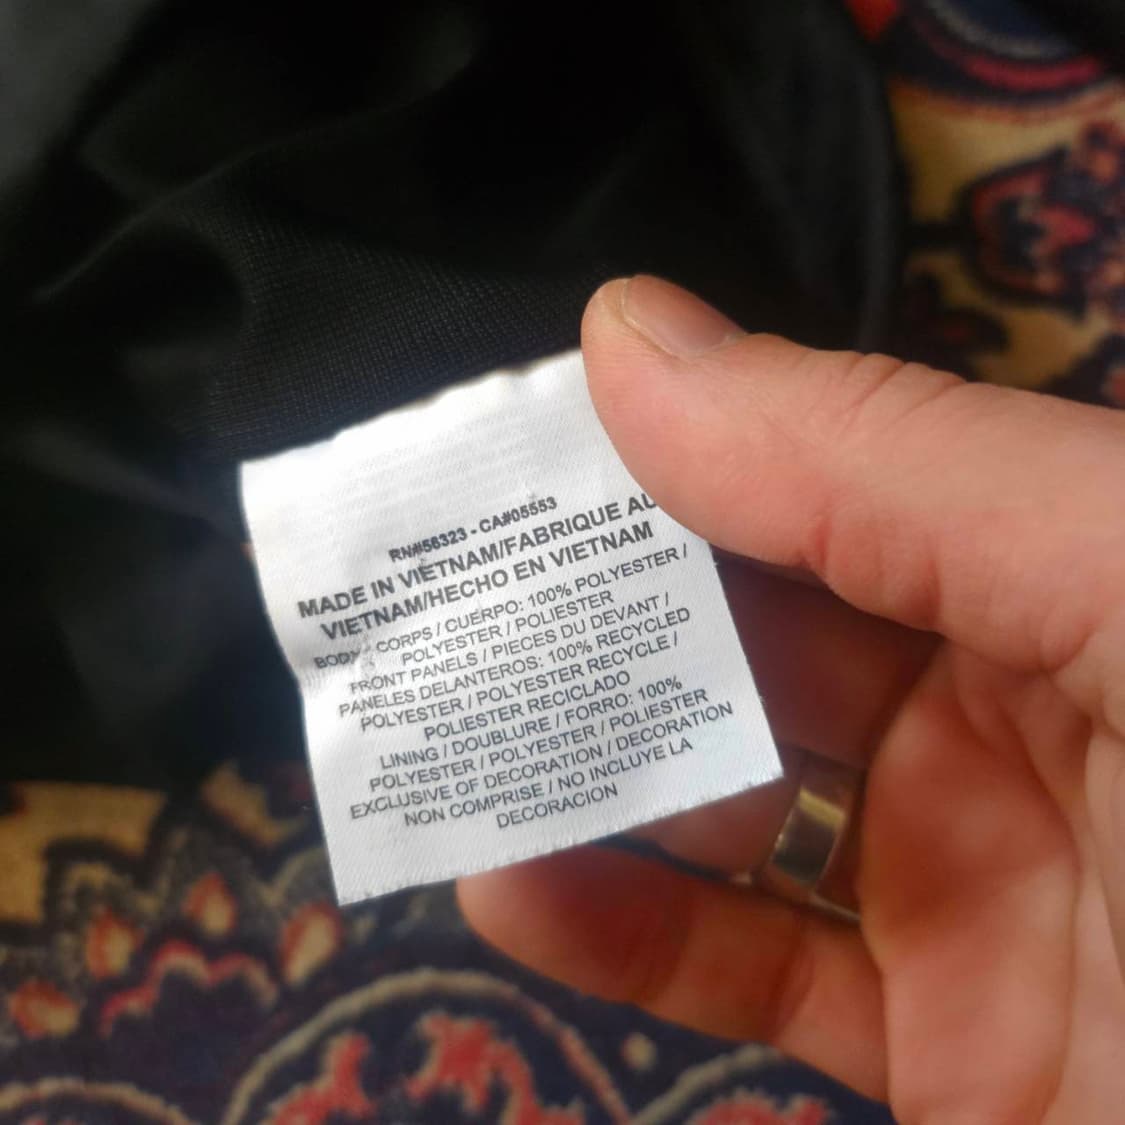 RN#56323 - CA#05553
MADE IN VIETNAM/FABRIQUE AU
VIETNAM/HECHO EN VIETNAM
BODY / CORPS / CUERPO: 100% POLYESTER /
POLYESTER / POLIESTER
FRONT PANELS / PIECES DU DEVANT /
PANELES DELANTEROS: 100% RECYCLED
POLYESTER / POLYESTER RECYCLE /
POLIESTER RECICLADO
LINING / DOUBLURE / FORRO: 100%
POLYESTER / POLYESTER / POLIESTER
EXCLUSIVE OF DECORATION / DECORATION
NON COMPRISE / NO INCLUYE LA
DECORACION